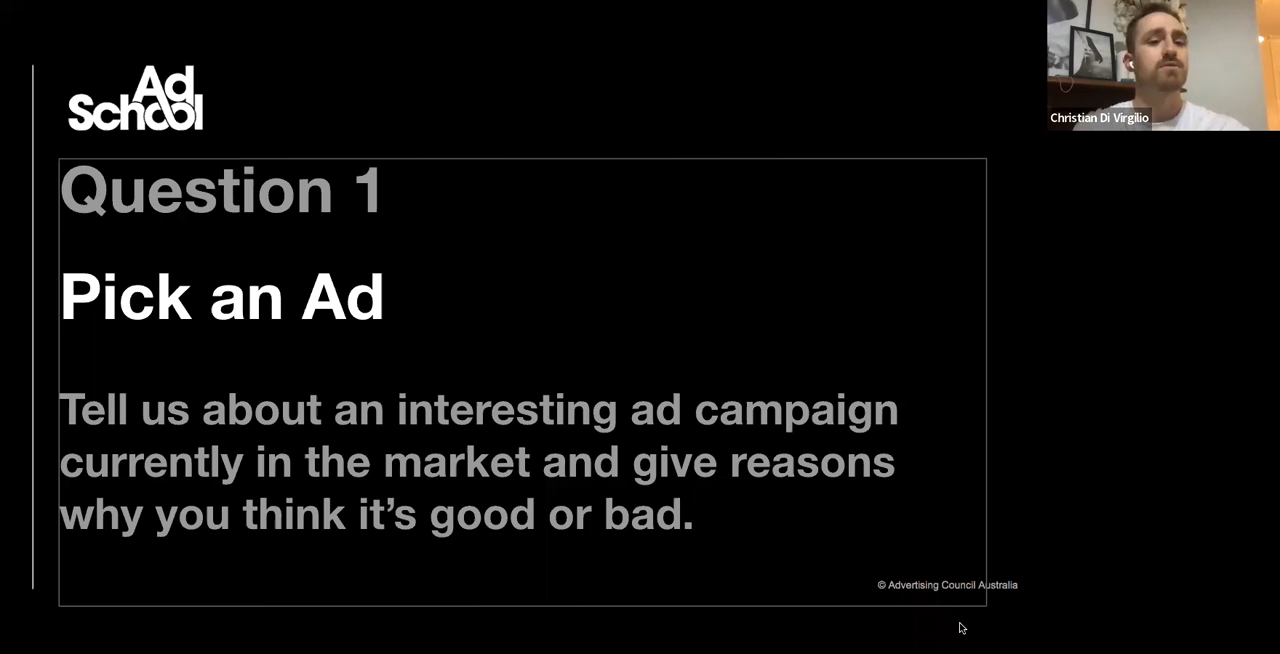 Ad
School
Christian Di Virgilio
Question 1
Pick an Ad
Tell us about an interesting ad campaign
currently in the market and give reasons
why you think it’s good or bad.
© Advertising Council Australia